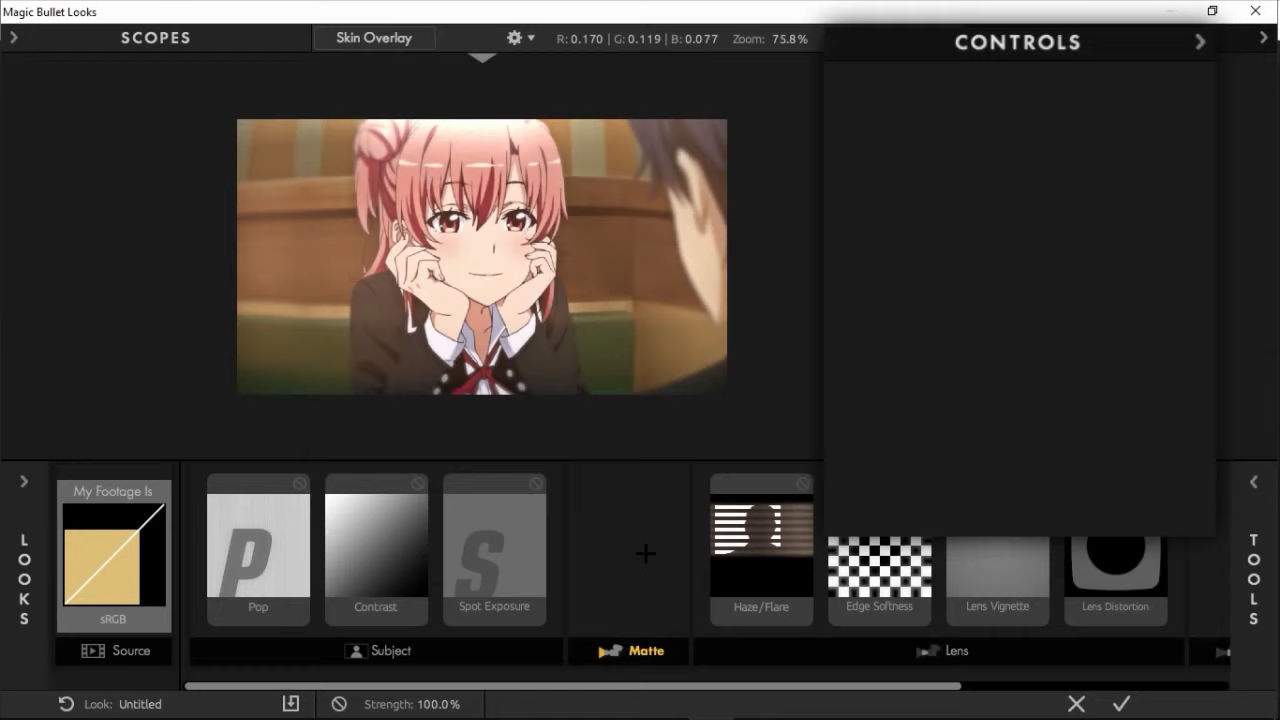 Magic Bullet Looks
SCOPES
Skin Overlay
R: 0.170 | G: 0.119 | B: 0.077 Zoom: 75.8%
CONTROLS
LOOKS
My Footage Is
sRGB
Source
P
Pop
Contrast
S
Spot Exposure
Subject
Matte
Haze/Flare
Edge Softness
Lens Vignette
Lens Distortion
Lens
TOOLS
Look: Untitled
Strength: 100.0%